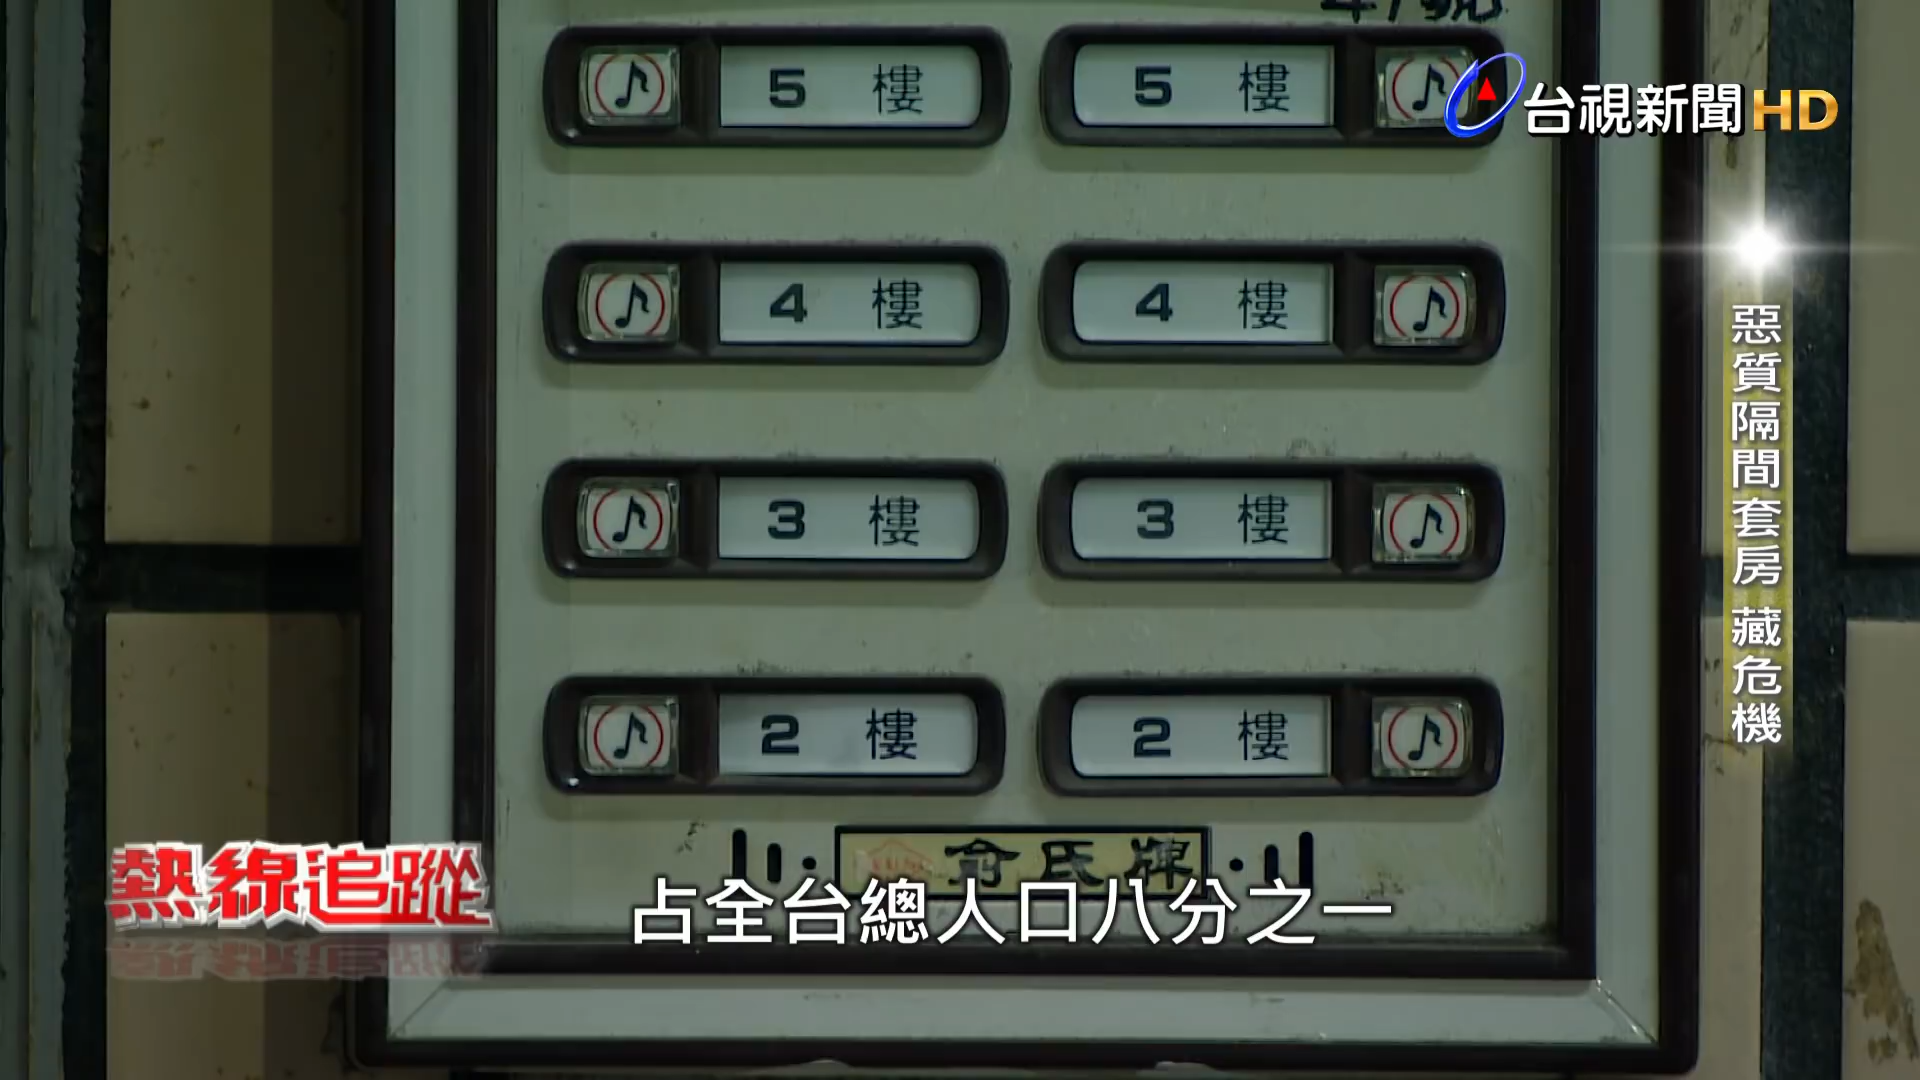 5 樓
5 樓
台視新聞HD
4 樓
4 樓
3 樓
3 樓
2 樓
2 樓
惡質隔間套房 藏危機
俞氏牌
熱線追蹤
占全台總人口八分之一